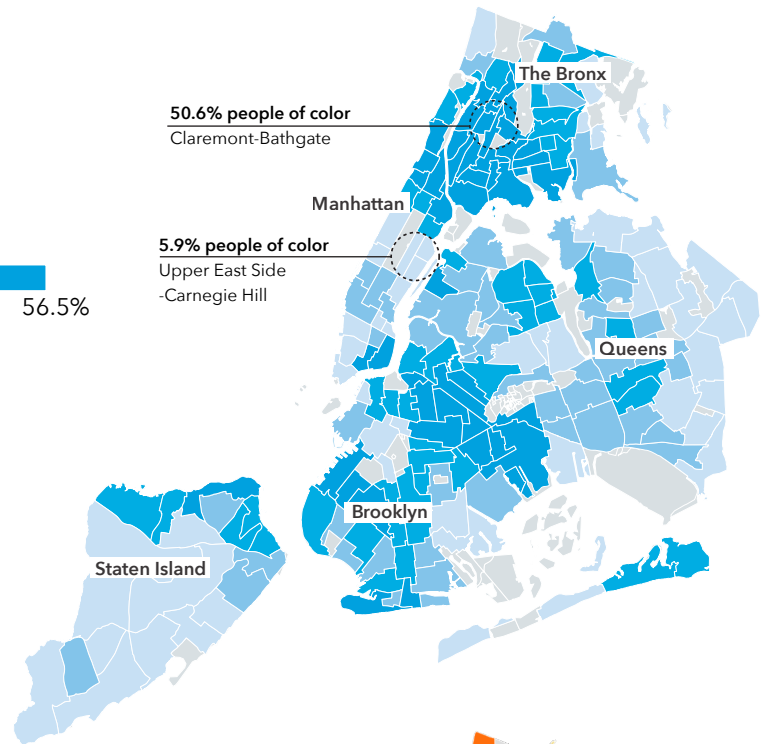 The Bronx
50.6% people of color
Claremont-Bathgate
Manhattan
5.9% people of color
Upper East Side
-Carnegie Hill
56.5%
Queens
Brooklyn
Staten Island